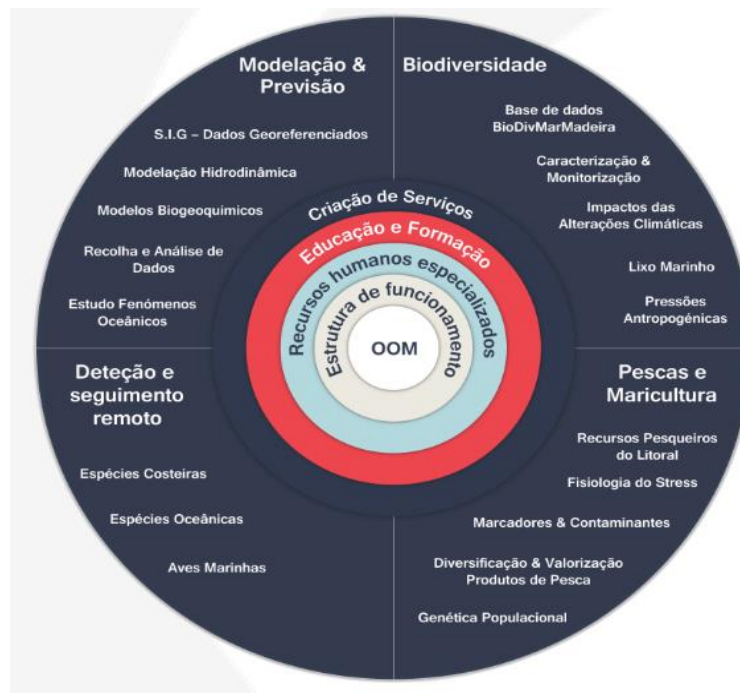 Modelação &
Previsão
S.I.G – Dados Georeferenciados
Modelação Hidrodinâmica
Modelos Biogeoquimicos
Recolha e Análise de
Dados
Estudo Fenómenos
Oceânicos
Biodiversidade
Base de dados
BioDivMarMadeira
Caracterização &
Monitorização
Impactos das
Alterações Climáticas
Lixo Marinho
Pressões
Antropogénicas
Criação de Serviços
Educação e Formação
Recursos humanos especializados
Estrutura de funcionamento
OOM
Deteção e
seguimento
remoto
Espécies Costeiras
Espécies Oceânicas
Aves Marinhas
Pescas e
Maricultura
Recursos Pesqueiros
do Litoral
Fisiologia do Stress
Marcadores & Contaminantes
Diversificação & Valorização
Produtos de Pesca
Genética Populacional